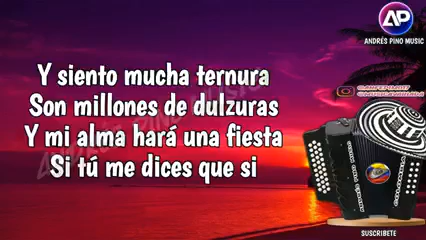 AP
ANDRÉS PINO MUSIC
Y siento mucha ternura
Son millones de dulzuras
Y mi alma hará una fiesta
Si tú me dices que si
SUSCRIBETE